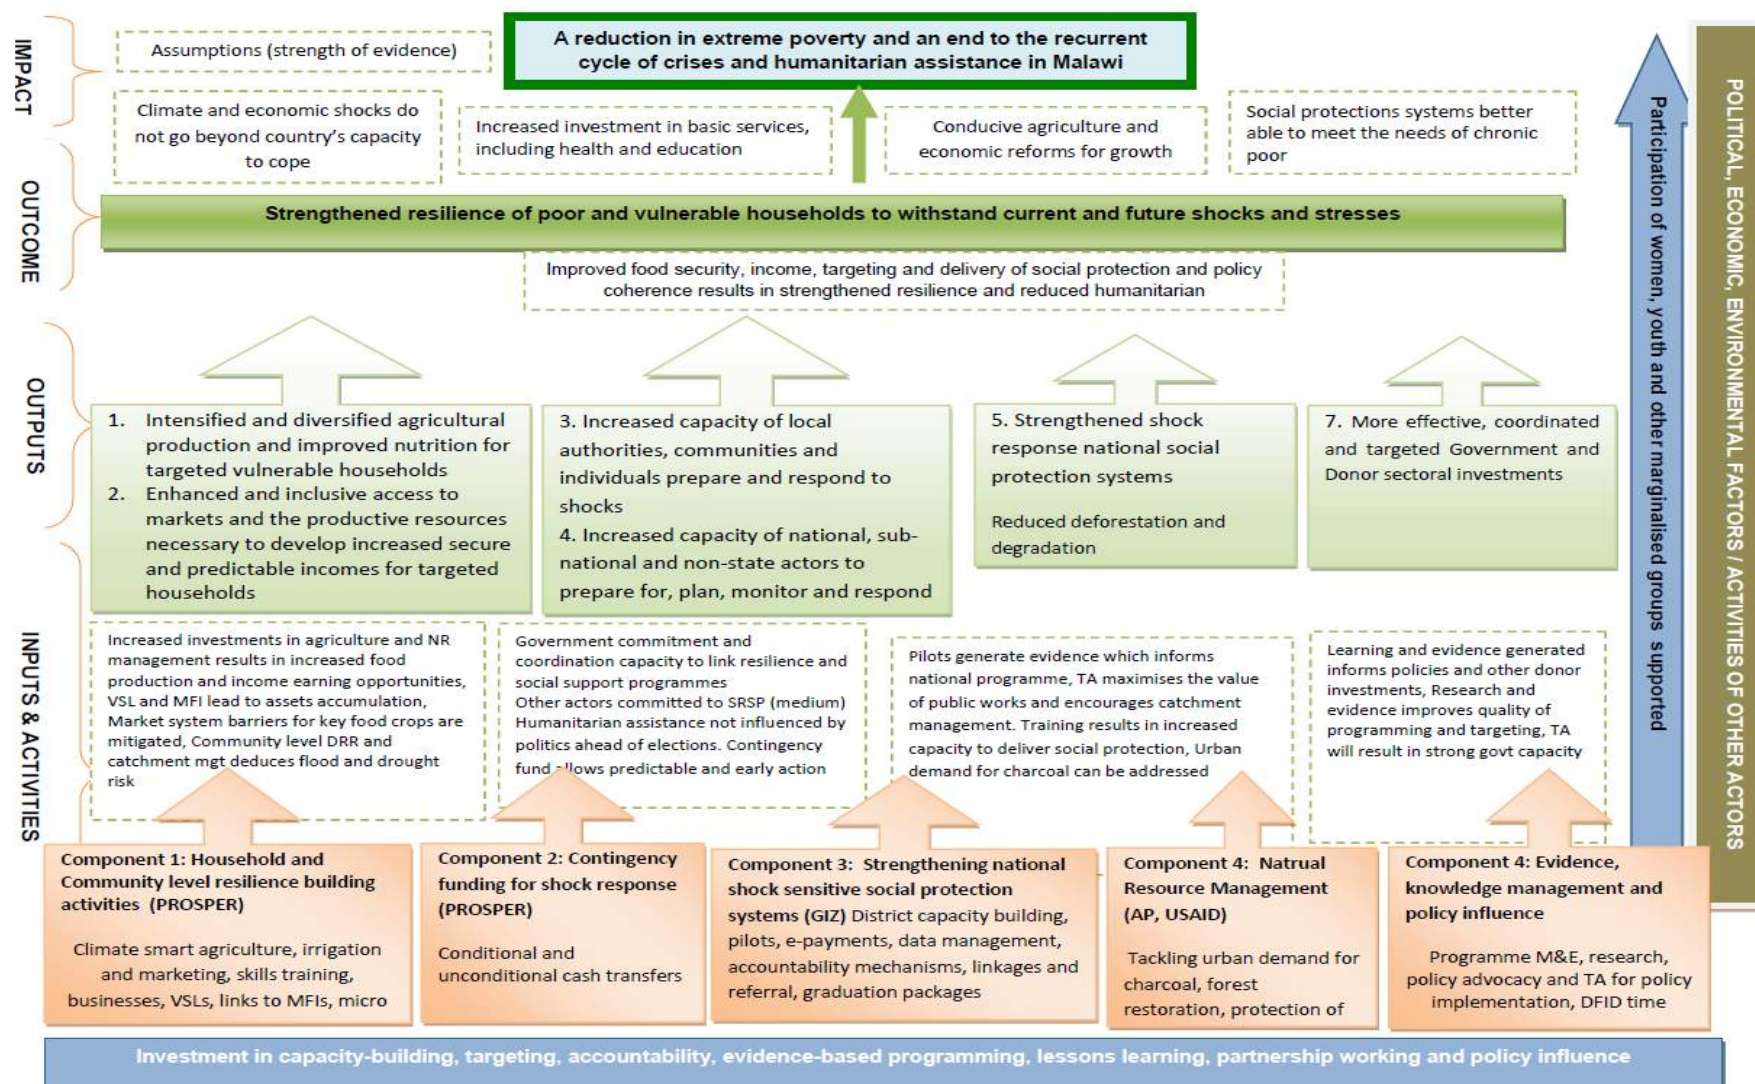 IMPACT
Assumptions (strength of evidence)
A reduction in extreme poverty and an end to the recurrent
cycle of crises and humanitarian assistance in Malawi
Climate and economic shocks do
not go beyond country's capacity
to cope
Increased investment in basic services,
including health and education
Conducive agriculture and
economic reforms for growth
Social protections systems better
able to meet the needs of chronic
poor
OUTCOME
Strengthened resilience of poor and vulnerable households to withstand current and future shocks and stresses
Improved food security, income, targeting and delivery of social protection and policy
coherence results in strengthened resilience and reduced humanitarian
OUTPUTS
1. Intensified and diversified agricultural
production and improved nutrition for
targeted vulnerable households
2. Enhanced and inclusive access to
markets and the productive resources
necessary to develop increased secure
and predictable incomes for targeted
households
3. Increased capacity of local
authorities, communities and
individuals prepare and respond to
shocks
4. Increased capacity of national, sub-
national and non-state actors to
prepare for, plan, monitor and respond
5. Strengthened shock
response national social
protection systems
Reduced deforestation and
degradation
7. More effective, coordinated
and targeted Government and
Donor sectoral investments
INPUTS & ACTIVITIES
Increased investments in agriculture and NR
management results in increased food
production and income earning opportunities,
VSL and MFI lead to assets accumulation,
Market system barriers for key food crops are
mitigated, Community level DRR and
catchment mgt deduces flood and drought
risk
Government commitment and
coordination capacity to link resilience and
social support programmes
Other actors committed to SRSP (medium)
Humanitarian assistance not influenced by
politics ahead of elections. Contingency
fund allows predictable and early action
Pilots generate evidence which informs
national programme, TA maximises the value
of public works and encourages catchment
management. Training results in increased
capacity to deliver social protection, Urban
demand for charcoal can be addressed
Learning and evidence generated
informs policies and other donor
investments, Research and
evidence improves quality of
programming and targeting, TA
will result in strong govt capacity
Component 1: Household and
Community level resilience building
activities (PROSPER)
Climate smart agriculture, irrigation
and marketing, skills training,
businesses, VSLs, links to MFIs, micro
Component 2: Contingency
funding for shock response
(PROSPER)
Conditional and
unconditional cash transfers
Component 3: Strengthening national
shock sensitive social protection
systems (GIZ) District capacity building,
pilots, e-payments, data management,
accountability mechanisms, linkages and
referral, graduation packages
Component 4: Natrual
Resource Management
(AP, USAID)
Tackling urban demand for
charcoal, forest
restoration, protection of
Component 4: Evidence,
knowledge management and
policy influence
Programme M&E, research,
policy advocacy and TA for policy
implementation, DFID time
Investment in capacity-building, targeting, accountability, evidence-based programming, lessons learning, partnership working and policy influence
Participation of women, youth and other marginalised groups supported
POLITICAL, ECONOMIC, ENVIRONMENTAL FACTORS / ACTIVITIES OF OTHER ACTORS